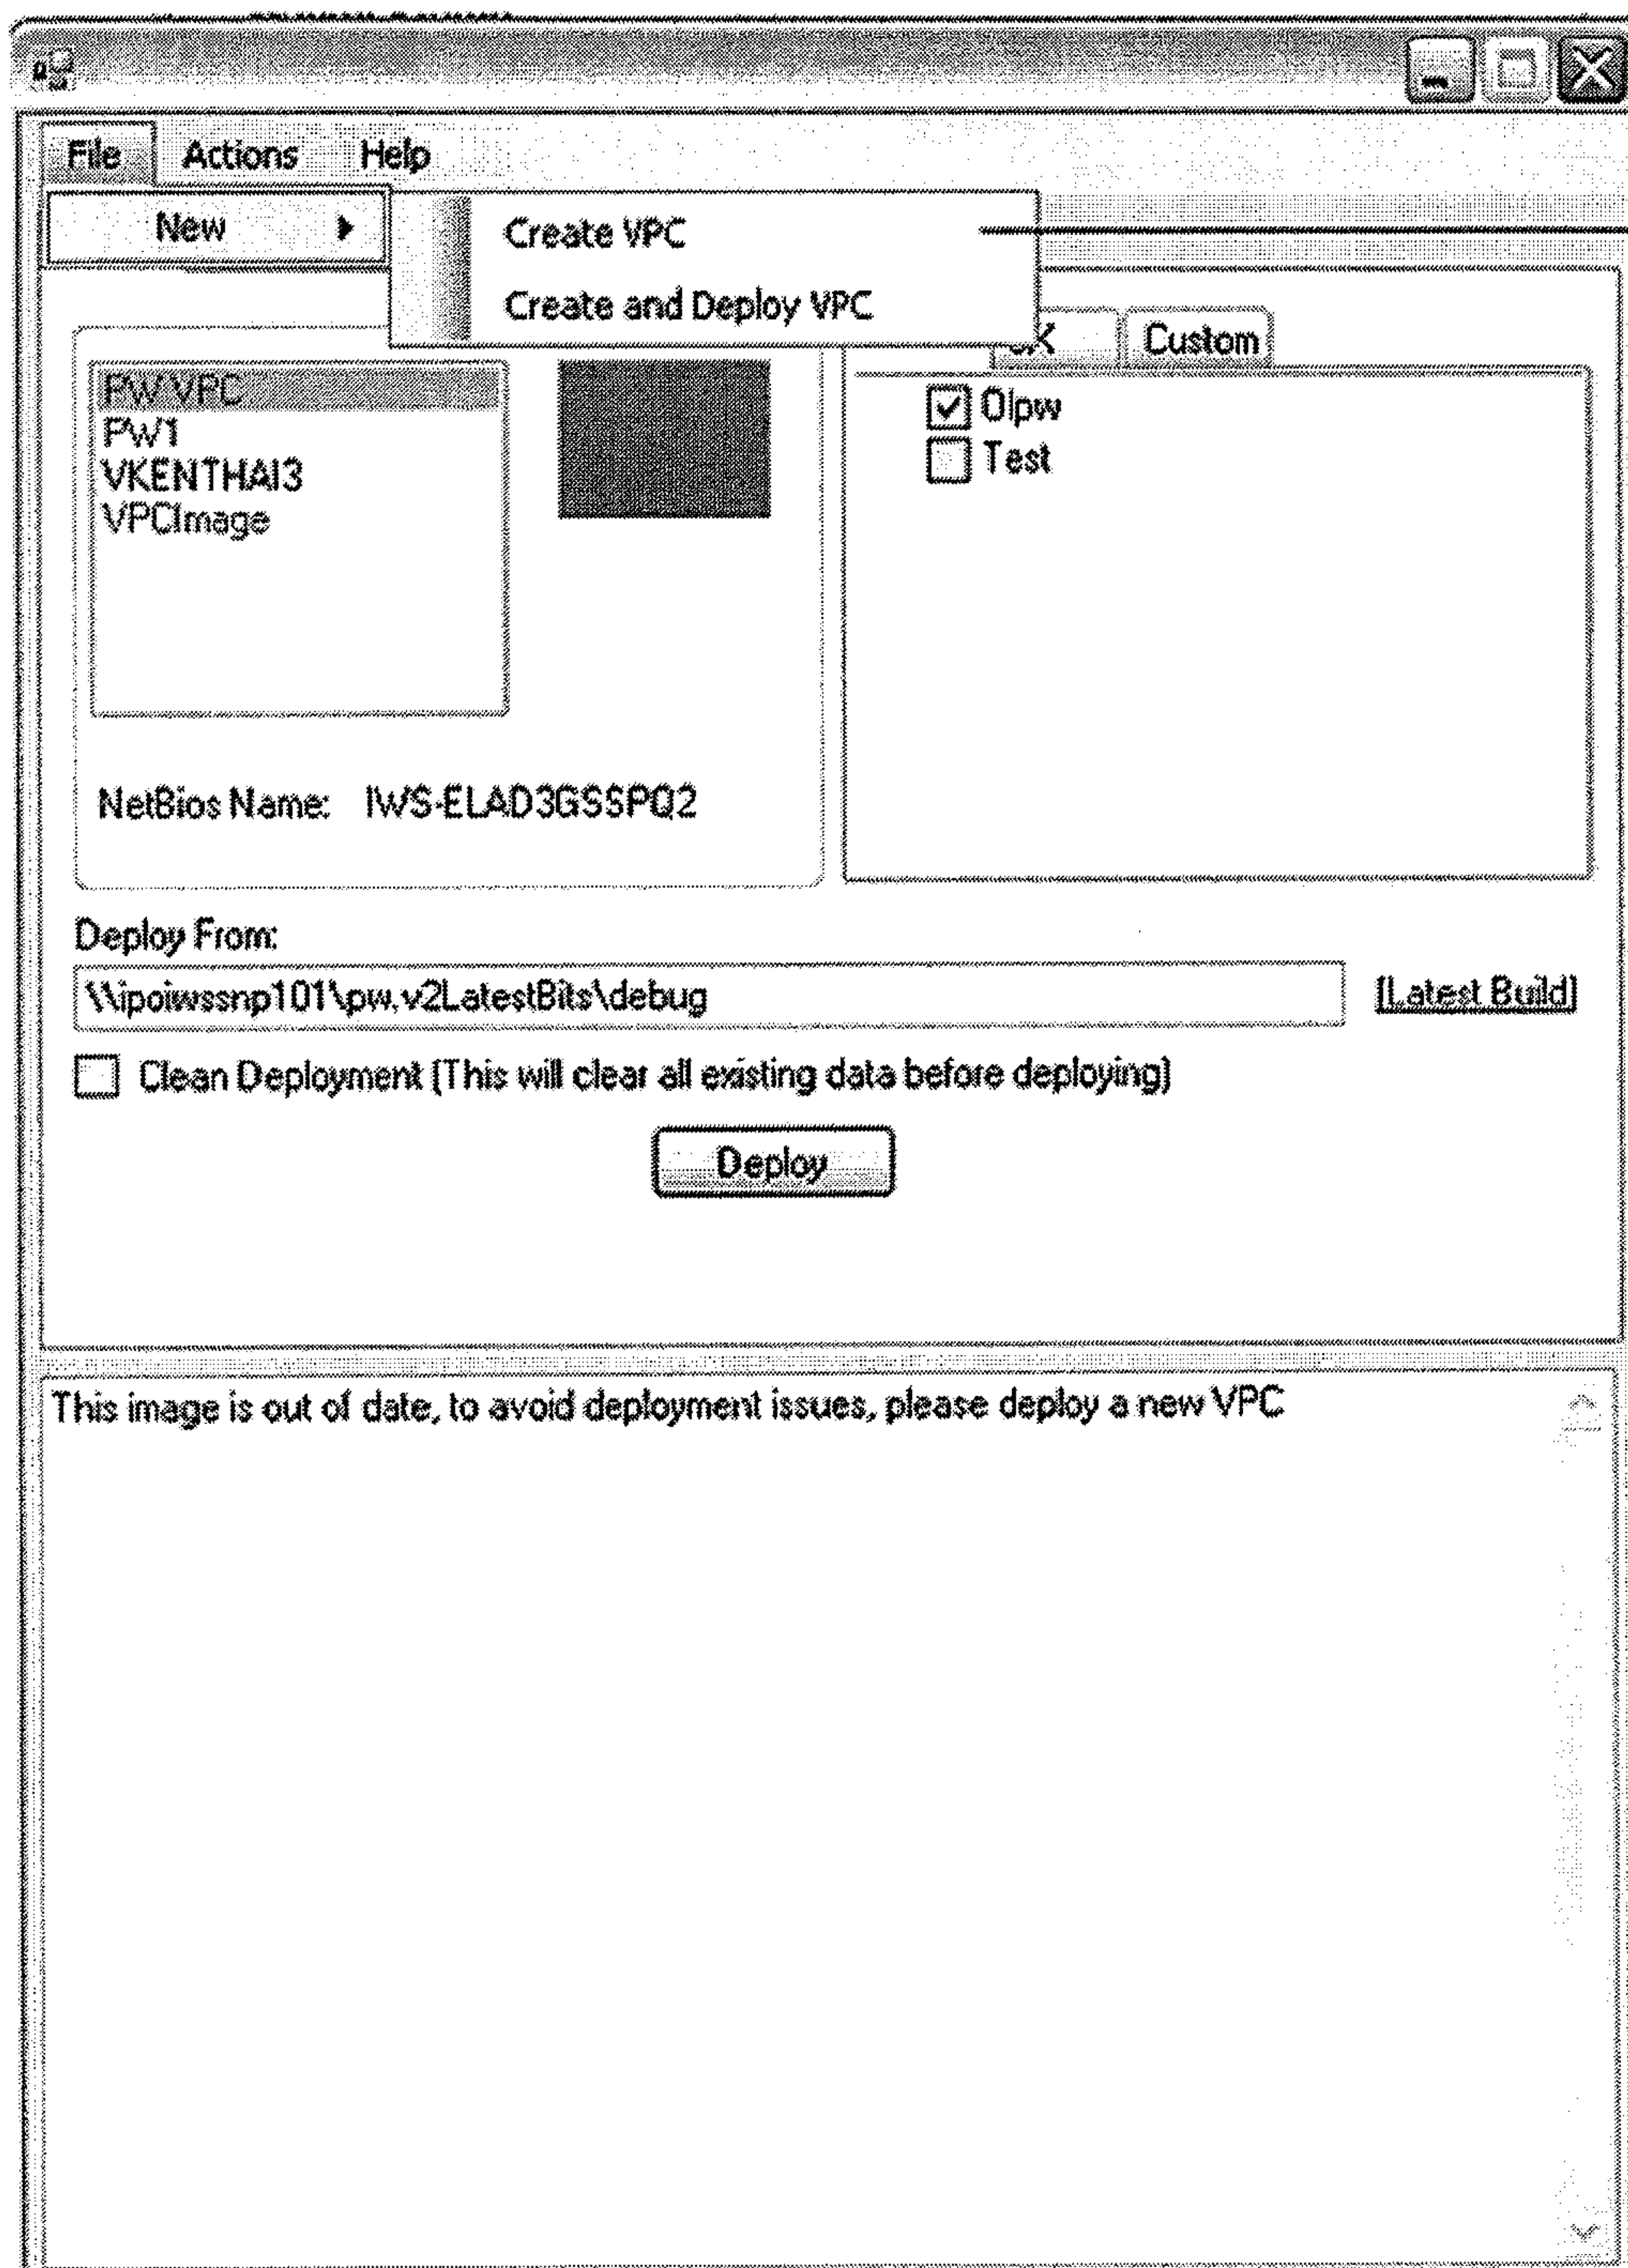 File Actions Help
New
Create VPC
Create and Deploy VPC
Custom
PW VPC
PW1
VKENTHAI3
VPCImage
Olpw
Test
NetBios Name: IWS-ELAD3GSSPQ2
Deploy From:
\\ipoiwssnp101\pw.v2LatestBits\debug
[Latest Build]
Clean Deployment (This will clear all existing data before deploying)
Deploy
This image is out of date, to avoid deployment issues, please deploy a new VPC